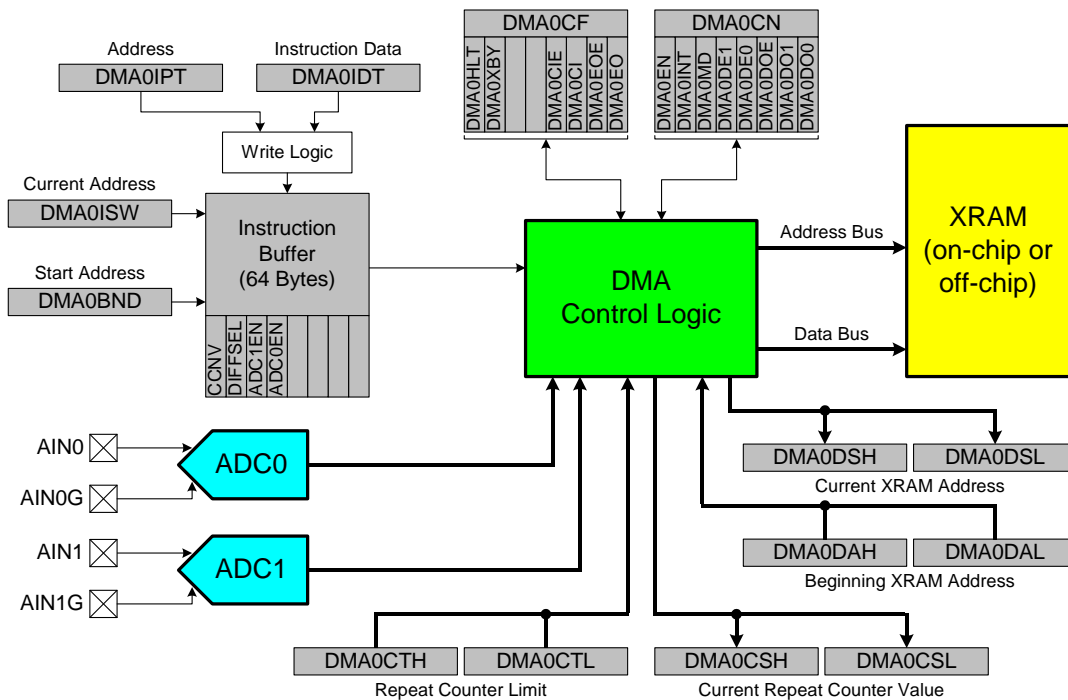 DMA0CF
DMA0CN
DMA0HLT
DMA0XBY
DMA0CIE
DMA0CI
DMA0EOE
DMA0EO
DMA0EN
DMA0INT
DMA0MD
DMA0DE1
DMA0DE0
DMA0DOE
DMA0DO1
DMA0DO0
Address
Instruction Data
DMA0IPT
DMA0IDT
Write Logic
Current Address
DMA0ISW
Instruction
Buffer
(64 Bytes)
Start Address
DMA0BND
CCNV
DIFFSEL
ADC1EN
ADC0EN
DMA
Control Logic
Address Bus
Data Bus
XRAM
(on-chip or
off-chip)
AIN0
AIN0G
ADC0
AIN1
AIN1G
ADC1
DMA0DSH
DMA0DSL
Current XRAM Address
DMA0DAH
DMA0DAL
Beginning XRAM Address
DMA0CTH
DMA0CTL
Repeat Counter Limit
DMA0CSH
DMA0CSL
Current Repeat Counter Value